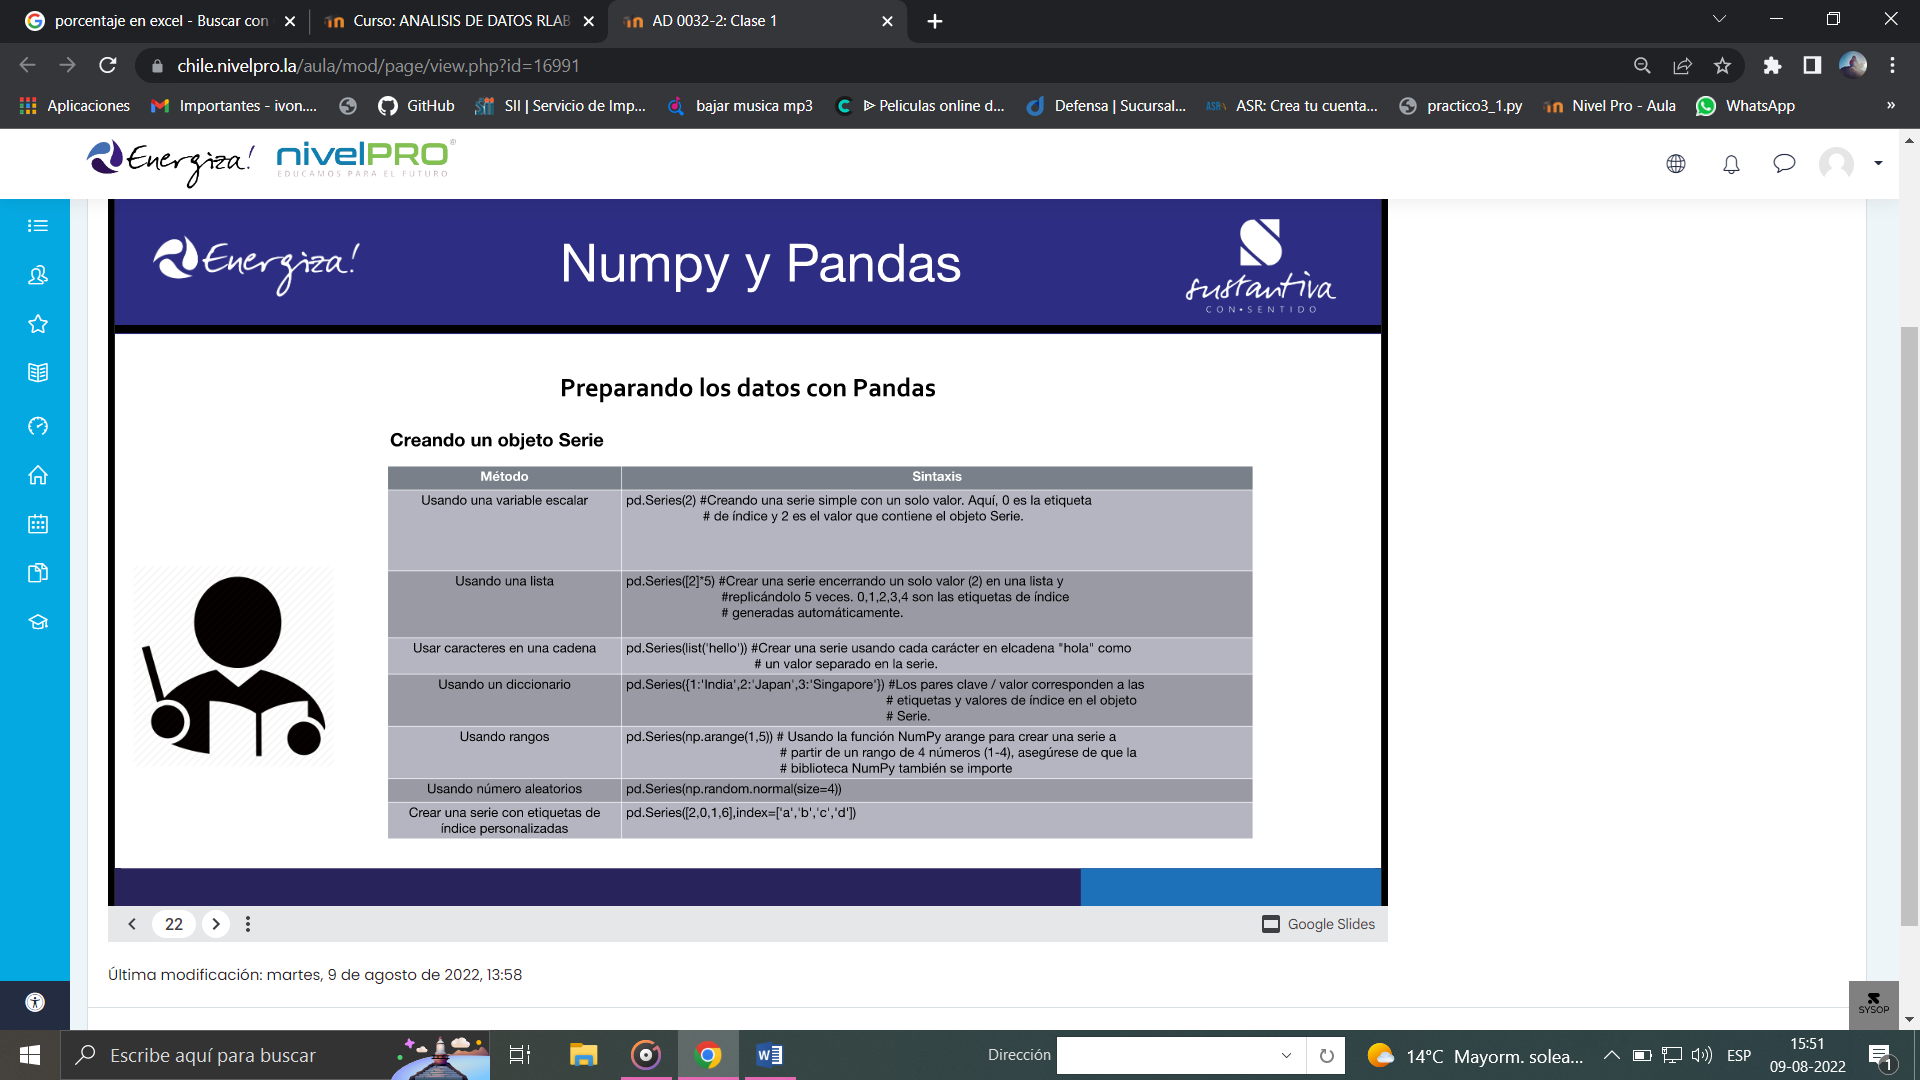 porcentaje en excel - Buscar con
Curso: ANALISIS DE DATOS RLAB
AD 0032-2: Clase 1
chile.nivelpro.la/aula/mod/page/view.php?id=16991
Aplicaciones
Importantes - ivon....
GitHub
SII | Servicio de Imp...
bajar musica mp3
Peliculas online d...
Defensa | Sucursal...
ASR: Crea tu cuenta...
practico3_1.py
Nivel Pro - Aula
WhatsApp
»
Energiza!
nivelPRO®
EDUCAMOS PARA EL FUTURO
Energiza!
Numpy y Pandas
S
sustantiva
CON•SENTIDO
Preparando los datos con Pandas
Creando un objeto Serie
Método
Sintaxis
Usando una variable escalar
pd.Series(2) #Creando una serie simple con un solo valor. Aquí, 0 es la etiqueta
# de índice y 2 es el valor que contiene el objeto Serie.
Usando una lista
pd.Series([2]*5) #Crear una serie encerrando un solo valor (2) en una lista y
#replicándolo 5 veces. 0,1,2,3,4 son las etiquetas de índice
# generadas automáticamente.
Usar caracteres en una cadena
pd.Series(list('hello')) #Crear una serie usando cada carácter en elcadena "hola" como
# un valor separado en la serie.
Usando un diccionario
pd.Series({1:'India',2:'Japan',3:'Singapore'}) #Los pares clave / valor corresponden a las
# etiquetas y valores de índice en el objeto
# Serie.
Usando rangos
pd.Series(np.arange(1,5)) # Usando la función NumPy arange para crear una serie a
# partir de un rango de 4 números (1-4), asegúrese de que la
# biblioteca NumPy también se importe
Usando número aleatorios
pd.Series(np.random.normal(size=4))
Crear una serie con etiquetas de
índice personalizadas
pd.Series([2,0,1,6],index=['a','b','c','d'])
22
Google Slides
Última modificación: martes, 9 de agosto de 2022, 13:58
SYSOP
Escribe aquí para buscar
Dirección
14°C Mayorm. solea...
ESP
15:51
09-08-2022
1